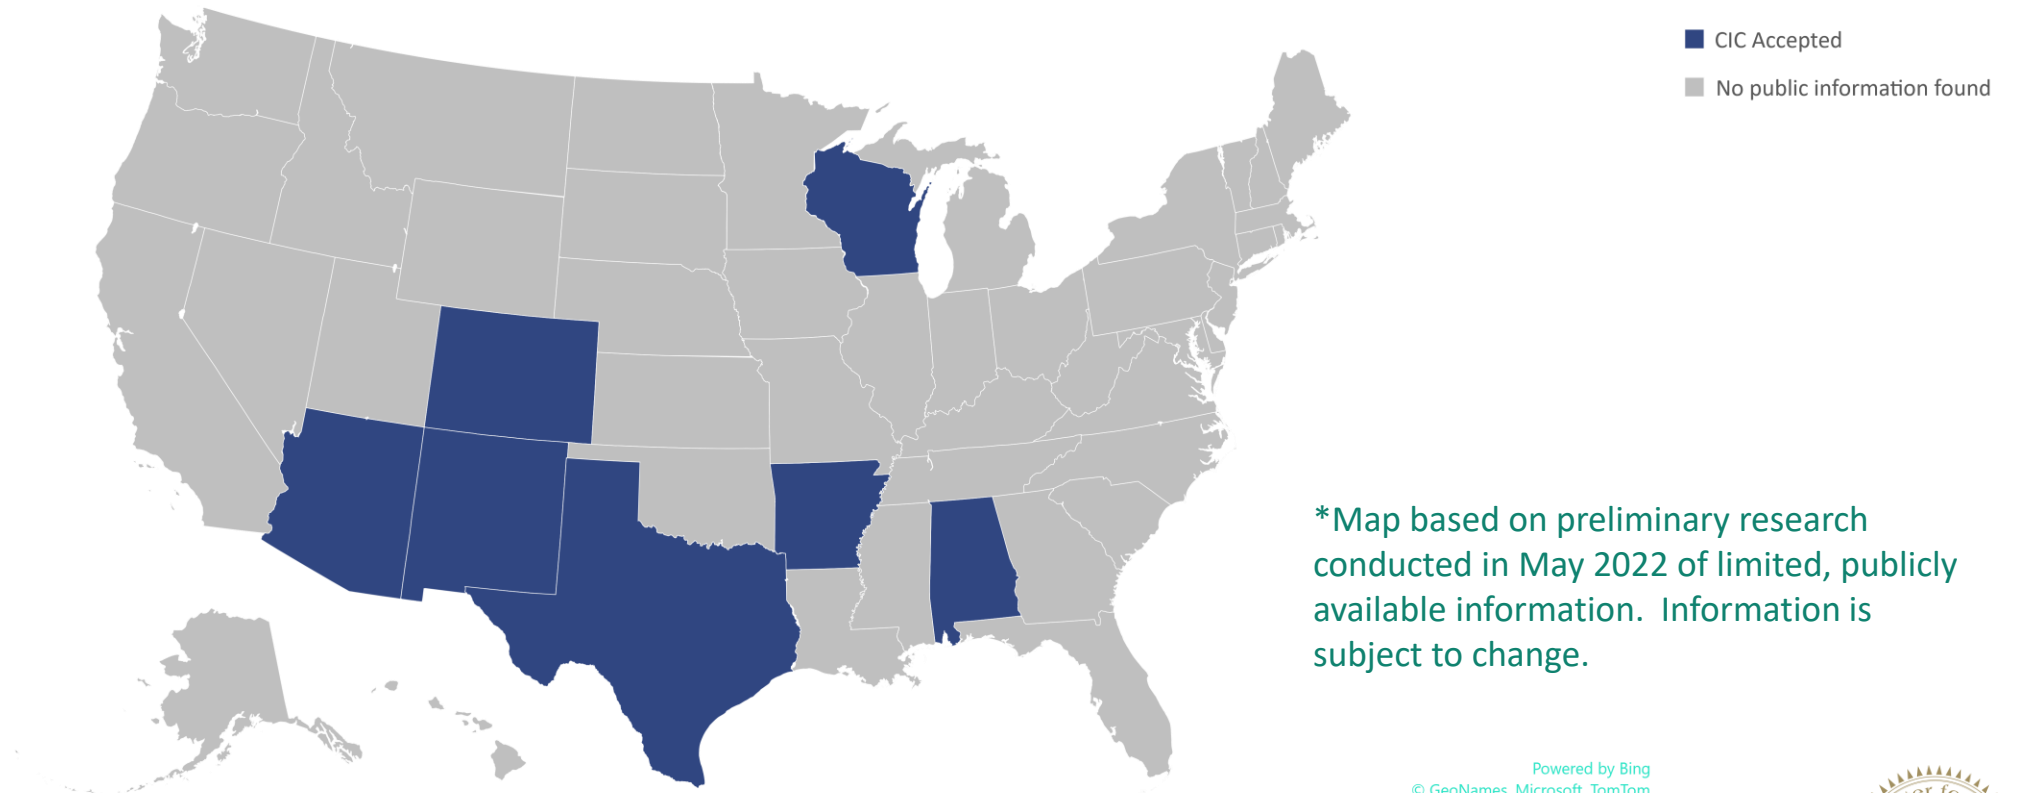 CIC Accepted
No public information found
*Map based on preliminary research
conducted in May 2022 of limited, publicly
available information.  Information is
subject to change.
Powered by Bing
© GeoNames, Microsoft, TomTom